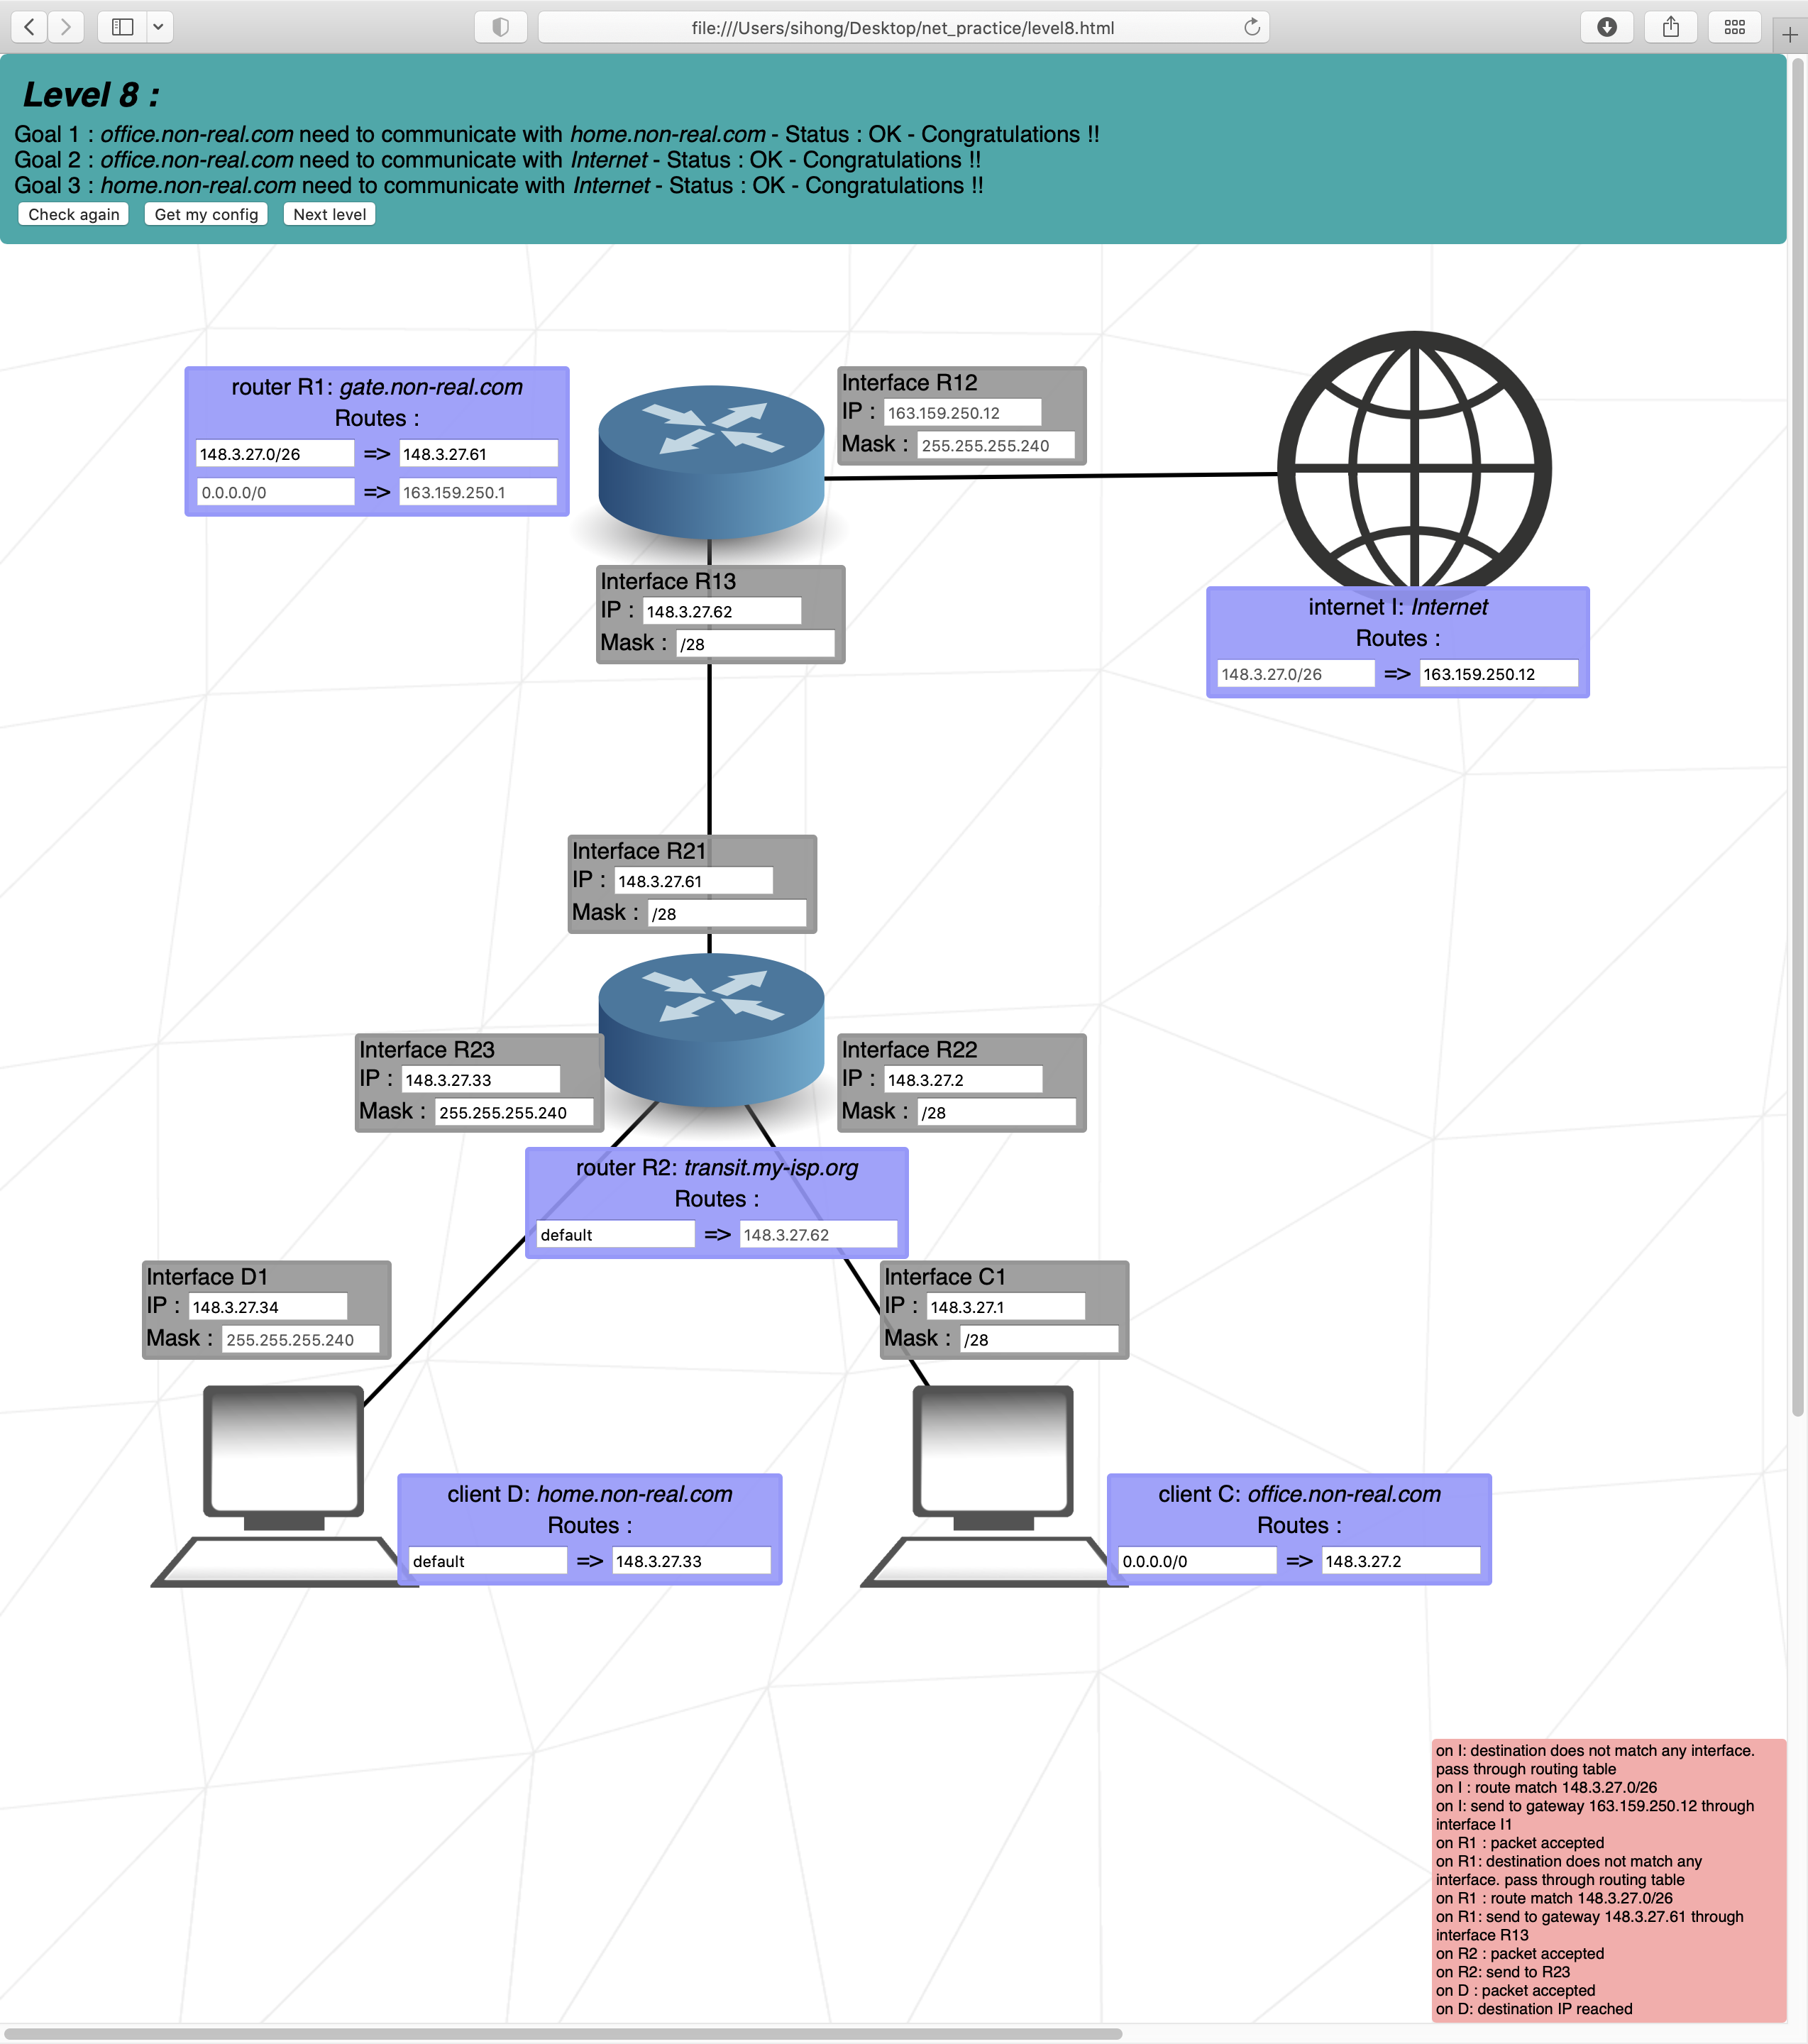 file:///Users/sihong/Desktop/net_practice/level8.html
Level 8 :
Goal 1 : office.non-real.com need to communicate with home.non-real.com - Status : OK - Congratulations !!
Goal 2 : office.non-real.com need to communicate with Internet - Status : OK - Congratulations !!
Goal 3 : home.non-real.com need to communicate with Internet - Status : OK - Congratulations !!
Check again Get my config Next level
router R1: gate.non-real.com
Routes :
148.3.27.0/26 => 148.3.27.61
0.0.0.0/0 => 163.159.250.1
Interface R12
IP : 163.159.250.12
Mask : 255.255.255.240
Interface R13
IP : 148.3.27.62
Mask : /28
internet I: Internet
Routes :
148.3.27.0/26 => 163.159.250.12
Interface R21
IP : 148.3.27.61
Mask : /28
Interface R23
IP : 148.3.27.33
Mask : 255.255.255.240
Interface R22
IP : 148.3.27.2
Mask : /28
router R2: transit.my-isp.org
Routes :
default => 148.3.27.62
Interface D1
IP : 148.3.27.34
Mask : 255.255.255.240
Interface C1
IP : 148.3.27.1
Mask : /28
client D: home.non-real.com
Routes :
default => 148.3.27.33
client C: office.non-real.com
Routes :
0.0.0.0/0 => 148.3.27.2
on I: destination does not match any interface.
pass through routing table
on I : route match 148.3.27.0/26
on I: send to gateway 163.159.250.12 through
interface I1
on R1 : packet accepted
on R1: destination does not match any
interface. pass through routing table
on R1 : route match 148.3.27.0/26
on R1: send to gateway 148.3.27.61 through
interface R13
on R2 : packet accepted
on R2: send to R23
on D : packet accepted
on D: destination IP reached